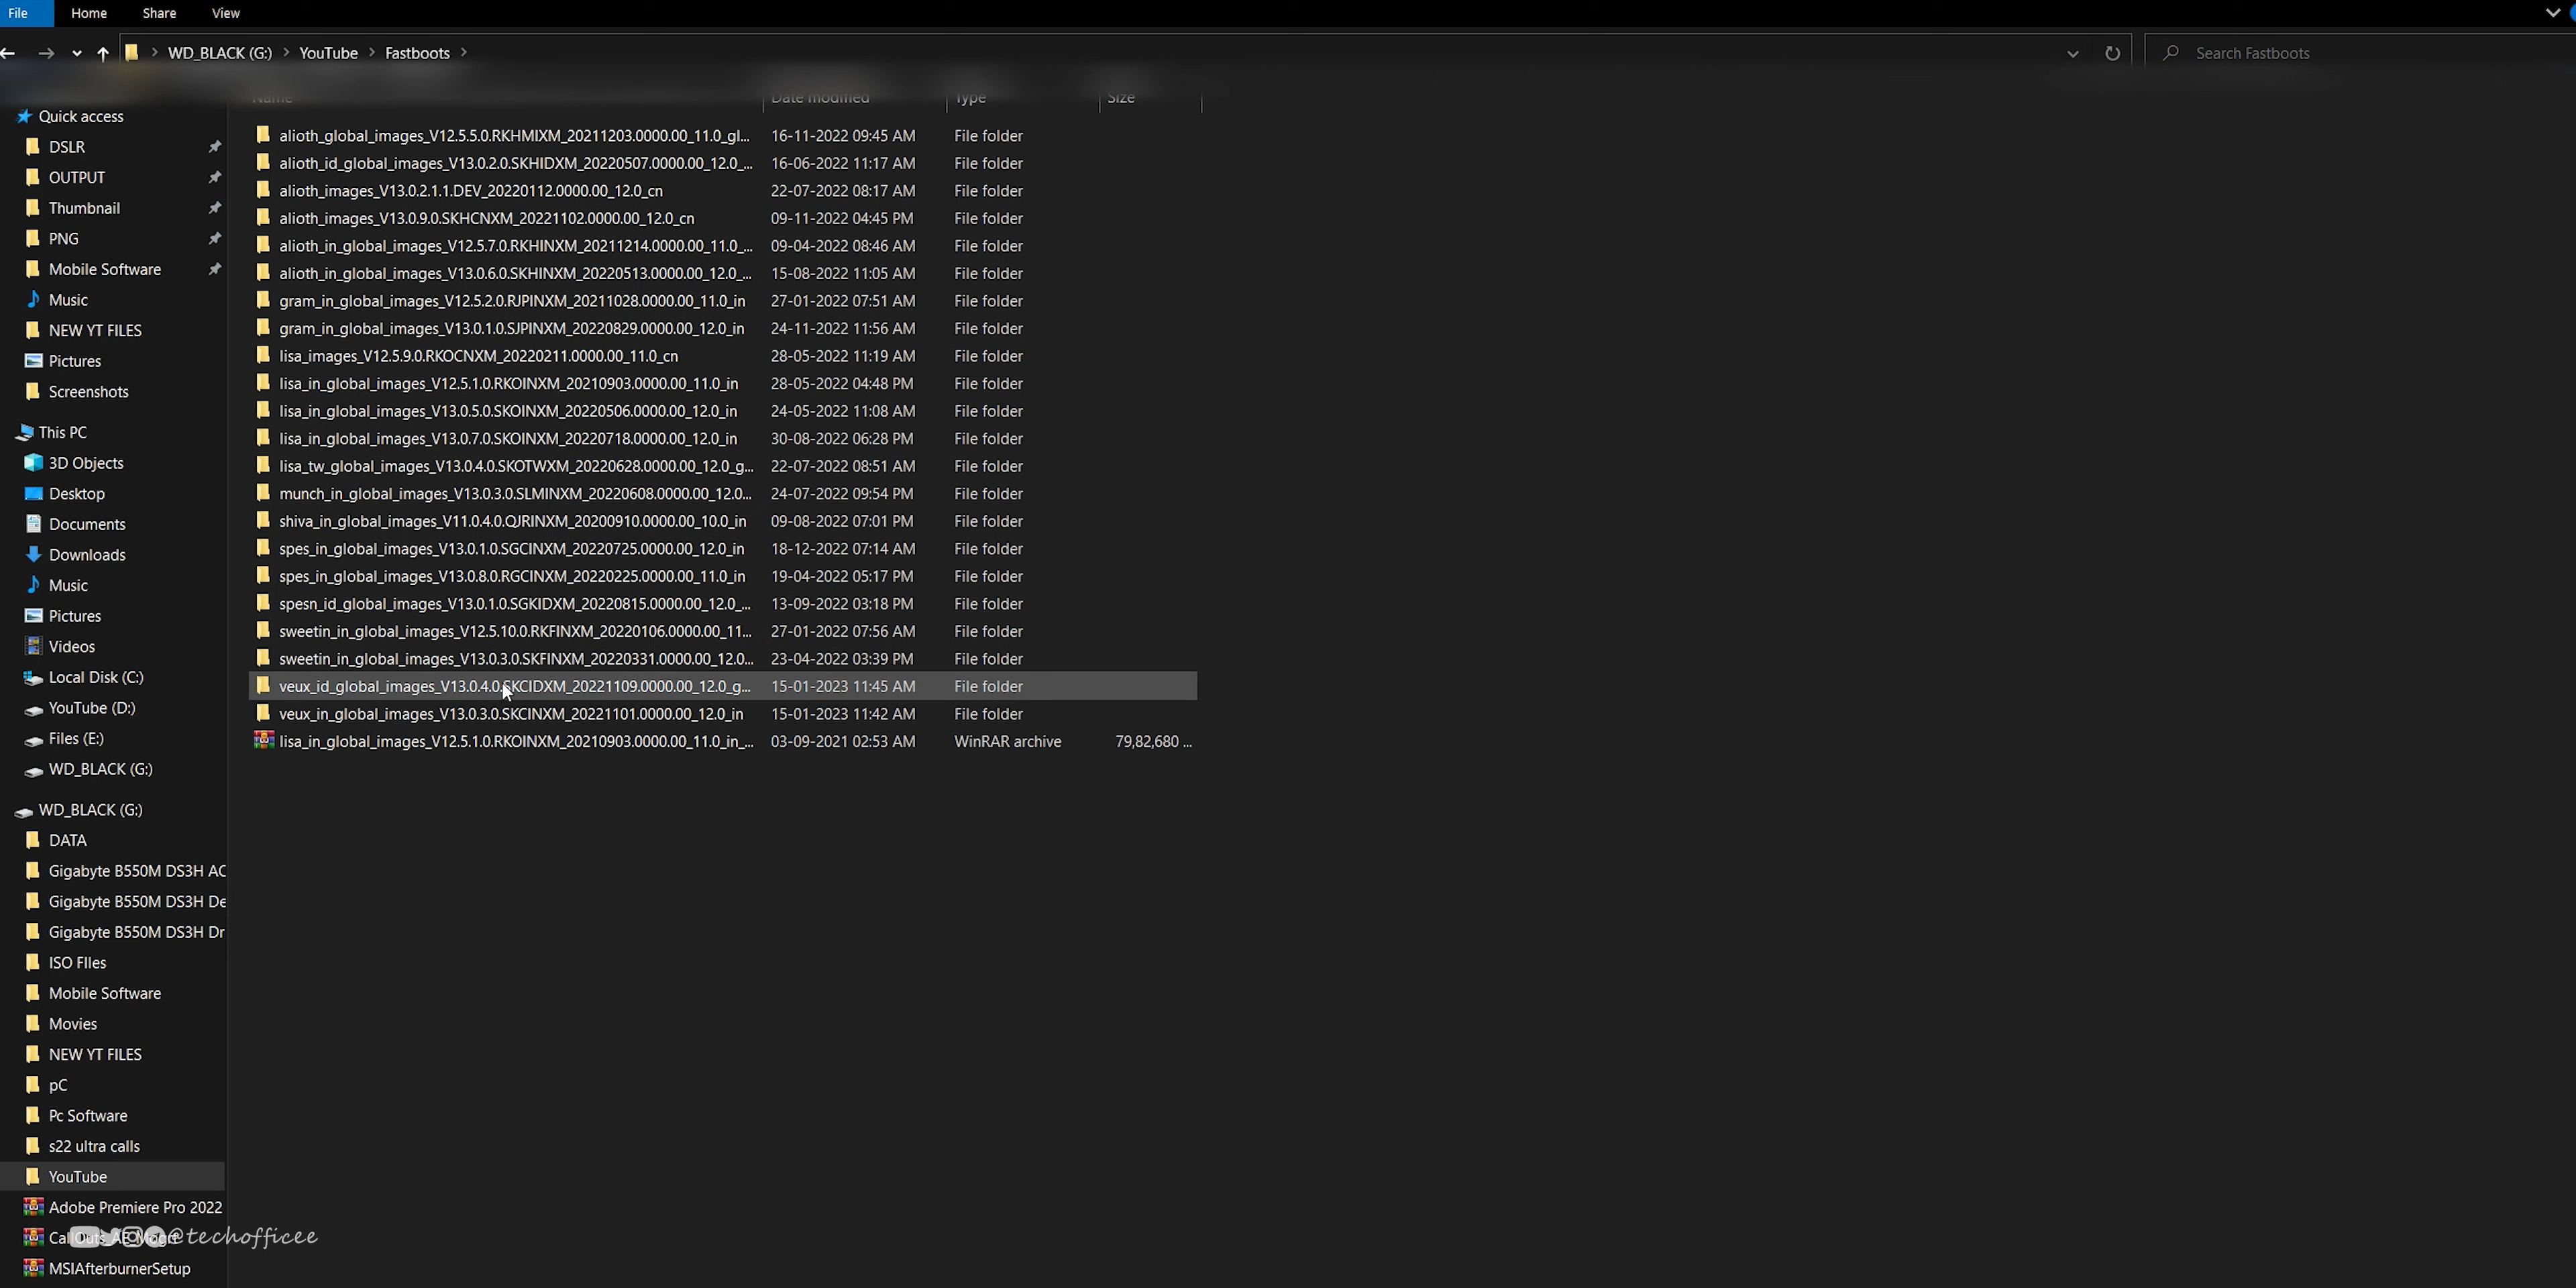 File Home Share View
WD_BLACK (G:) YouTube Fastboots Search Fastboots
Name Date modified Type Size
Quick access
DSLR
OUTPUT
Thumbnail
PNG
Mobile Software
Music
NEW YT FILES
Pictures
Screenshots
This PC
3D Objects
Desktop
Documents
Downloads
Music
Pictures
Videos
Local Disk (C:)
YouTube (D:)
Files (E:)
WD_BLACK (G:)
WD_BLACK (G:)
DATA
Gigabyte B550M DS3H AC
Gigabyte B550M DS3H De
Gigabyte B550M DS3H Dr
ISO FIles
Mobile Software
Movies
NEW YT FILES
pC
Pc Software
s22 ultra calls
YouTube
Adobe Premiere Pro 2022
@techofficee
MSIAfterburnerSetup
alioth_global_images_V12.5.5.0.RKHMIXM_20211203.0000.00_11.0_gl... 16-11-2022 09:45 AM File folder
alioth_id_global_images_V13.0.2.0.SKHIDXM_20220507.0000.00_12.0_... 16-06-2022 11:17 AM File folder
alioth_images_V13.0.2.1.1.DEV_20220112.0000.00_12.0_cn 22-07-2022 08:17 AM File folder
alioth_images_V13.0.9.0.SKHCNXM_20221102.0000.00_12.0_cn 09-11-2022 04:45 PM File folder
alioth_in_global_images_V12.5.7.0.RKHINXM_20211214.0000.00_11.0_... 09-04-2022 08:46 AM File folder
alioth_in_global_images_V13.0.6.0.SKHINXM_20220513.0000.00_12.0_... 15-08-2022 11:05 AM File folder
gram_in_global_images_V12.5.2.0.RJPINXM_20211028.0000.00_11.0_in 27-01-2022 07:51 AM File folder
gram_in_global_images_V13.0.1.0.SJPINXM_20220829.0000.00_12.0_in 24-11-2022 11:56 AM File folder
lisa_images_V12.5.9.0.RKOCNXM_20220211.0000.00_11.0_cn 28-05-2022 11:19 AM File folder
lisa_in_global_images_V12.5.1.0.RKOINXM_20210903.0000.00_11.0_in 28-05-2022 04:48 PM File folder
lisa_in_global_images_V13.0.5.0.SKOINXM_20220506.0000.00_12.0_in 24-05-2022 11:08 AM File folder
lisa_in_global_images_V13.0.7.0.SKOINXM_20220718.0000.00_12.0_in 30-08-2022 06:28 PM File folder
lisa_tw_global_images_V13.0.4.0.SKOTWXM_20220628.0000.00_12.0_g... 22-07-2022 08:51 AM File folder
munch_in_global_images_V13.0.3.0.SLMINXM_20220608.0000.00_12.0... 24-07-2022 09:54 PM File folder
shiva_in_global_images_V11.0.4.0.QJRINXM_20200910.0000.00_10.0_in 09-08-2022 07:01 PM File folder
spes_in_global_images_V13.0.1.0.SGCINXM_20220725.0000.00_12.0_in 18-12-2022 07:14 AM File folder
spes_in_global_images_V13.0.8.0.RGCINXM_20220225.0000.00_11.0_in 19-04-2022 05:17 PM File folder
spesn_id_global_images_V13.0.1.0.SGKIDXM_20220815.0000.00_12.0_... 13-09-2022 03:18 PM File folder
sweetin_in_global_images_V12.5.10.0.RKFINXM_20220106.0000.00_11... 27-01-2022 07:56 AM File folder
sweetin_in_global_images_V13.0.3.0.SKFINXM_20220331.0000.00_12.0... 23-04-2022 03:39 PM File folder
veux_id_global_images_V13.0.4.0.SKCIDXM_20221109.0000.00_12.0_g... 15-01-2023 11:45 AM File folder
veux_in_global_images_V13.0.3.0.SKCINXM_20221101.0000.00_12.0_in 15-01-2023 11:42 AM File folder
lisa_in_global_images_V12.5.1.0.RKOINXM_20210903.0000.00_11.0_in_... 03-09-2021 02:53 AM WinRAR archive 79,82,680 ...